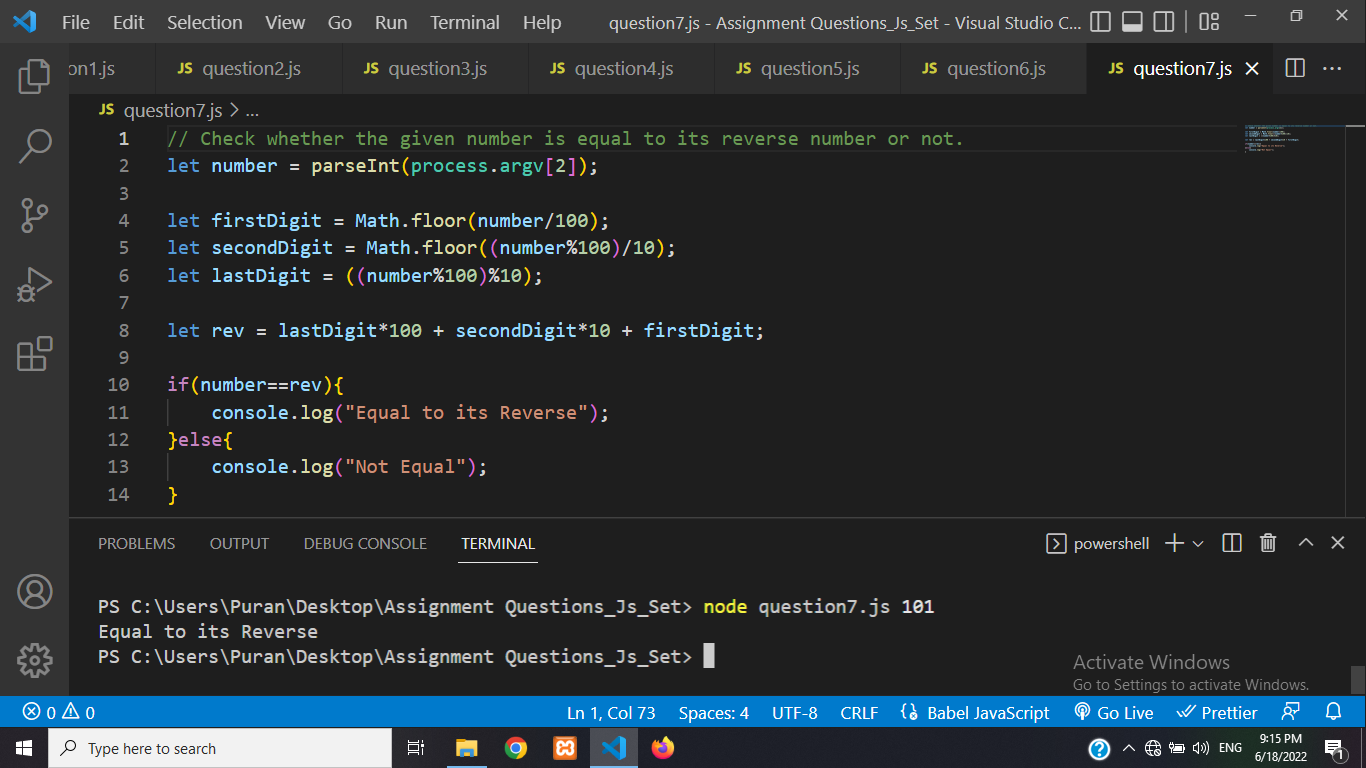 File Edit Selection View Go Run Terminal Help question7.js - Assignment Questions_Js_Set - Visual Studio C...
on1.js JS question2.js JS question3.js JS question4.js JS question5.js JS question6.js JS question7.js
JS question7.js > ...
1 // Check whether the given number is equal to its reverse number or not.
2 let number = parseInt(process.argv[2]);
3
4 let firstDigit = Math.floor(number/100);
5 let secondDigit = Math.floor((number%100)/10);
6 let lastDigit = ((number%100)%10);
7
8 let rev = lastDigit*100 + secondDigit*10 + firstDigit;
9
10 if(number==rev){
11     console.log("Equal to its Reverse");
12 }else{
13     console.log("Not Equal");
14 }
PROBLEMS OUTPUT DEBUG CONSOLE TERMINAL powershell
PS C:\Users\Puran\Desktop\Assignment Questions_Js_Set> node question7.js 101
Equal to its Reverse
PS C:\Users\Puran\Desktop\Assignment Questions_Js_Set>
Activate Windows
Go to Settings to activate Windows.
0 0 Ln 1, Col 73 Spaces: 4 UTF-8 CRLF Babel JavaScript Go Live Prettier
Type here to search ENG 9:15 PM
6/18/2022 1